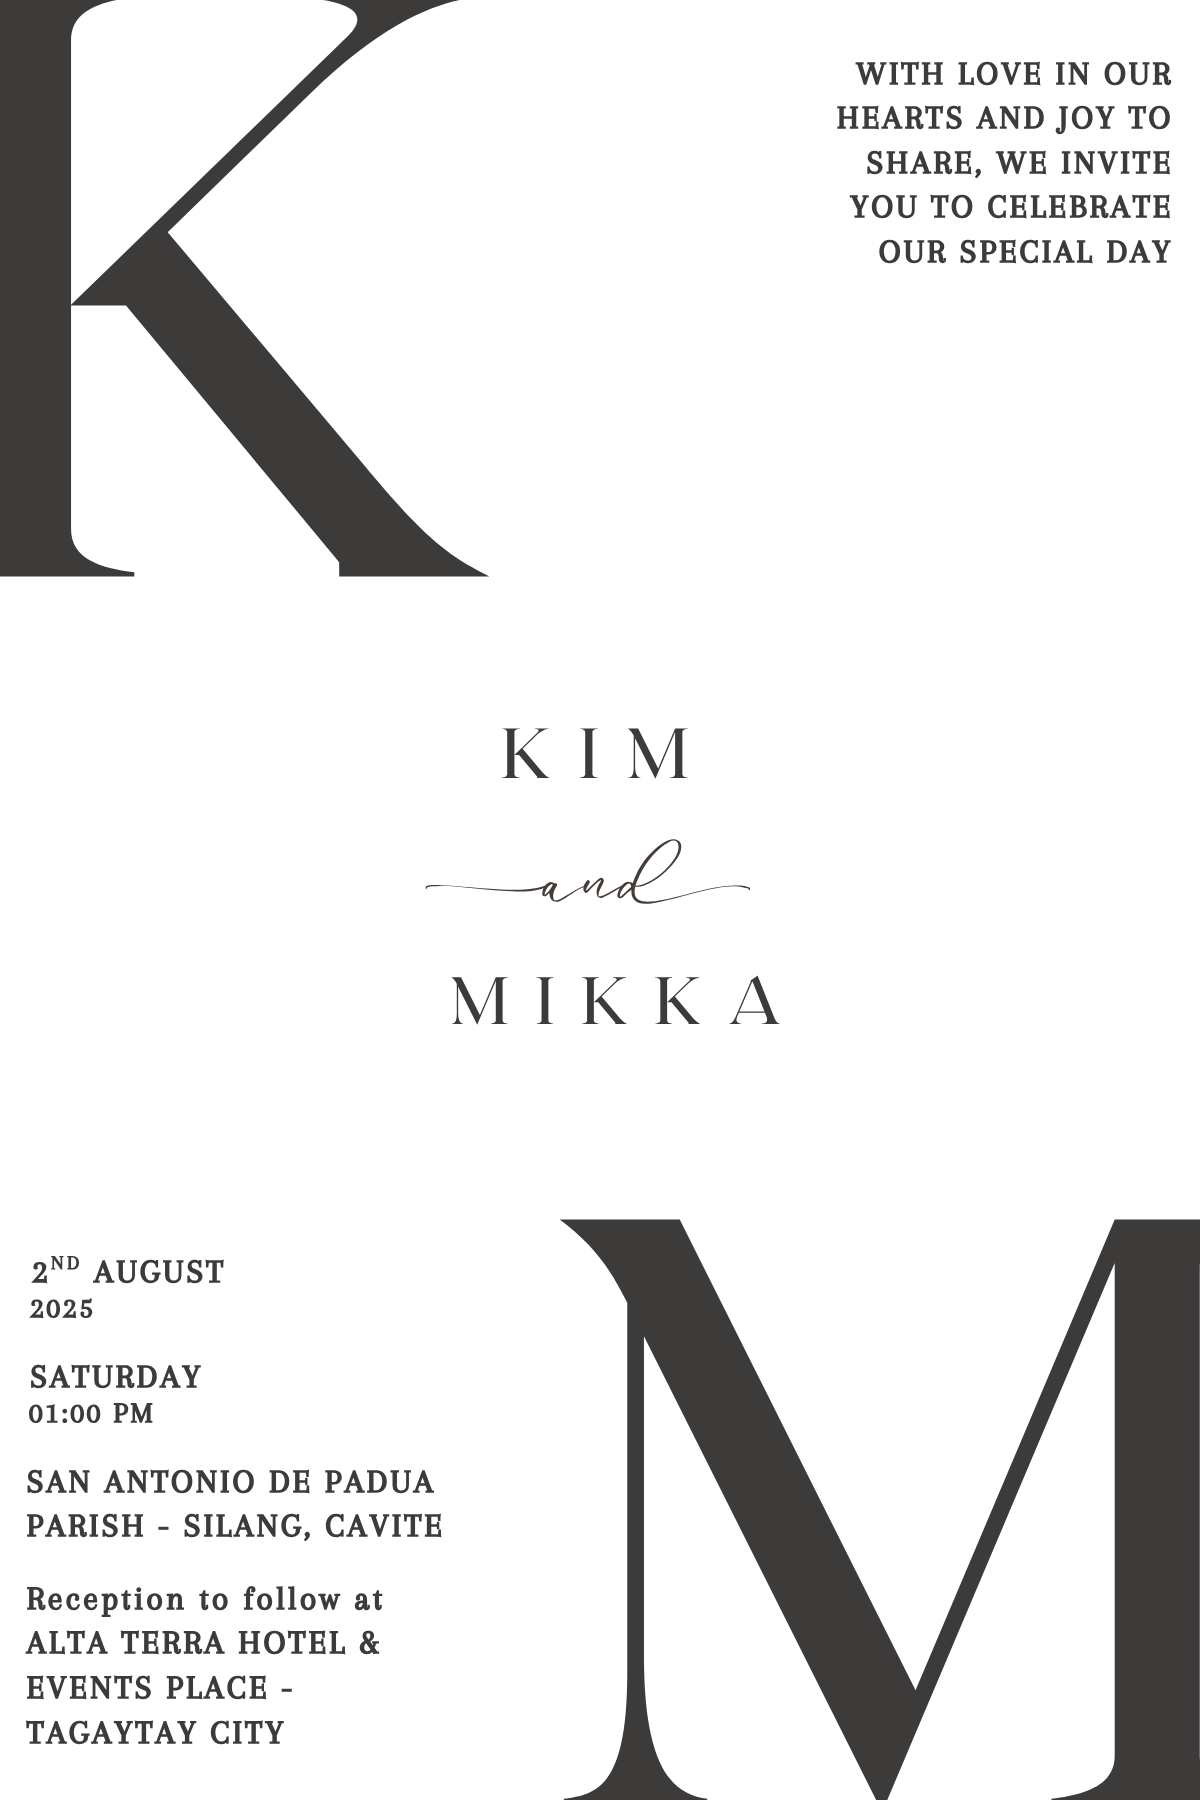 K
WITH LOVE IN OUR
HEARTS AND JOY TO
SHARE, WE INVITE
YOU TO CELEBRATE
OUR SPECIAL DAY
KIM
and
MIKKA
2ND AUGUST
2025
SATURDAY
01:00 PM
SAN ANTONIO DE PADUA
PARISH - SILANG, CAVITE
Reception to follow at
ALTA TERRA HOTEL &
EVENTS PLACE -
TAGAYTAY CITY
M